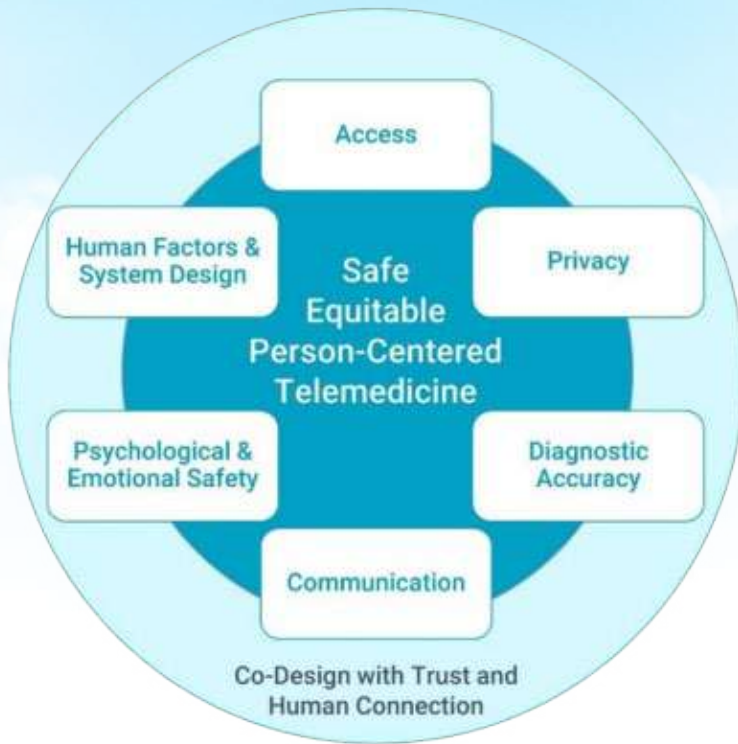 Access
Human Factors &
System Design
Privacy
Safe
Equitable
Person-Centered
Telemedicine
Psychological &
Emotional Safety
Diagnostic
Accuracy
Communication
Co-Design with Trust and
Human Connection